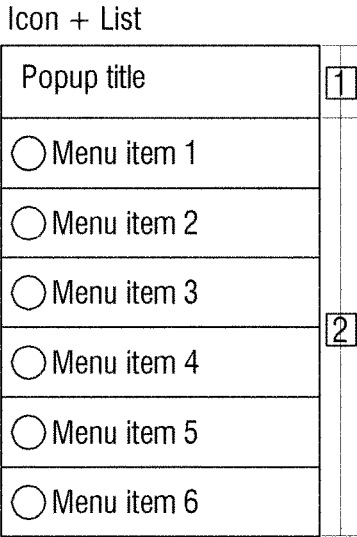 Icon + List
Popup title
1
Menu item 1
Menu item 2
Menu item 3
2
Menu item 4
Menu item 5
Menu item 6